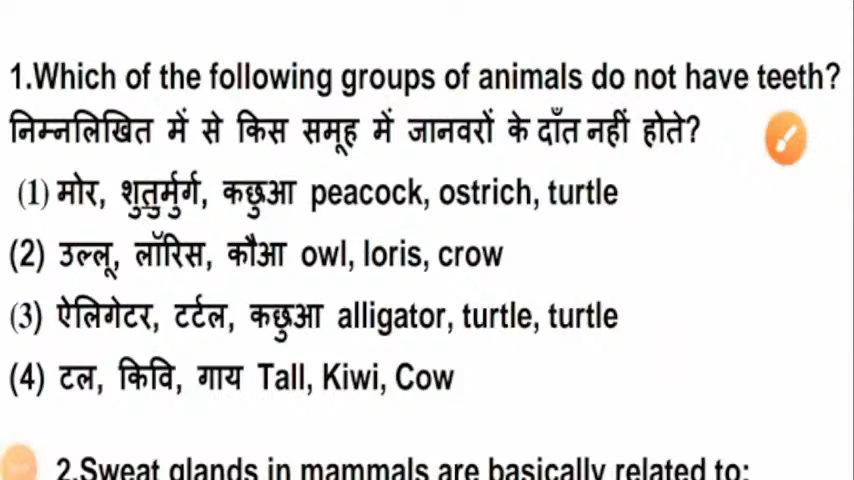 1.Which of the following groups of animals do not have teeth?
निम्नलिखित में से किस समूह में जानवरों के दाँत नहीं होते?
(1) मोर, शुतुर्मुर्ग, कछुआ peacock, ostrich, turtle
(2) उल्लू, लॉरिस, कौआ owl, loris, crow
(3) ऐलिगेटर, टर्टल, कछुआ alligator, turtle, turtle
(4) टल, किवि, गाय Tall, Kiwi, Cow
2.Sweat glands in mammals are basically related to: